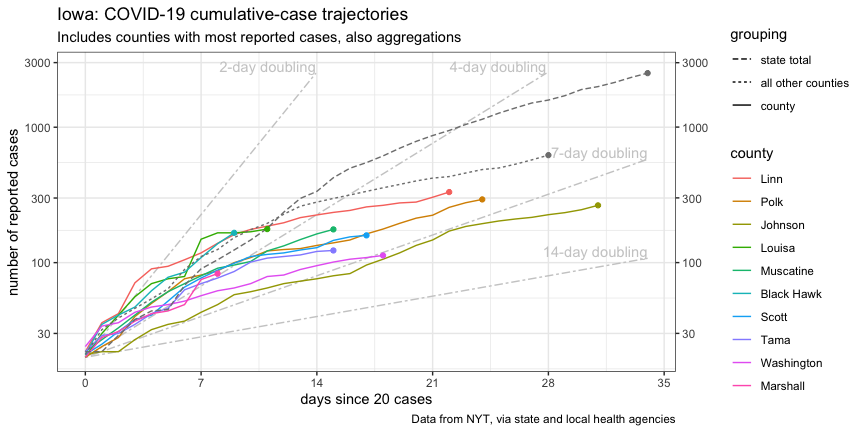 Iowa: COVID-19 cumulative-case trajectories
Includes counties with most reported cases, also aggregations
number of reported cases
3000
1000
300
100
30
2-day doubling
4-day doubling
7-day doubling
14-day doubling
3000
1000
300
100
30
0 7 14 21 28 35
days since 20 cases
Data from NYT, via state and local health agencies
grouping
state total
all other counties
county
county
Linn
Polk
Johnson
Louisa
Muscatine
Black Hawk
Scott
Tama
Washington
Marshall